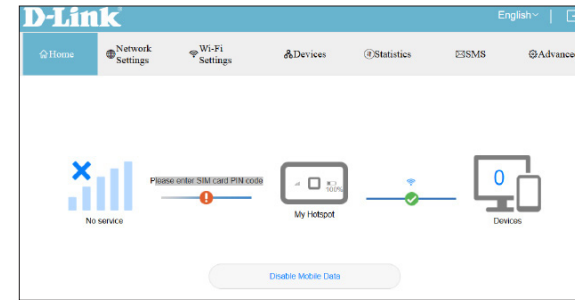 D-Link
English
Home
Network Settings
Wi-Fi Settings
Devices
Statistics
SMS
Advanced
Please enter SIM card PIN code
100%
0
No service
My Hotspot
Devices
Disable Mobile Data